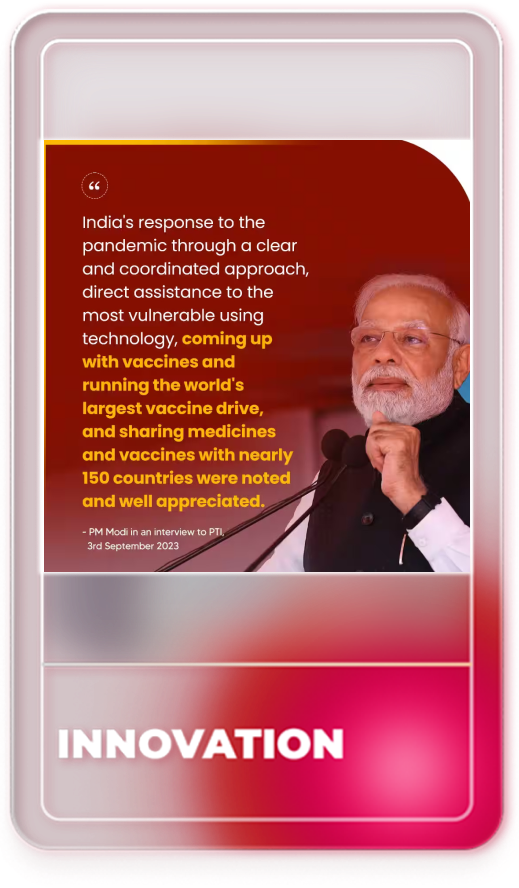 “
India's response to the
pandemic through a clear
and coordinated approach,
direct assistance to the
most vulnerable using
technology, coming up
with vaccines and
running the world's
largest vaccine drive,
and sharing medicines
and vaccines with nearly
150 countries were noted
and well appreciated.
- PM Modi in an interview to PTI,
3rd September 2023
INNOVATION